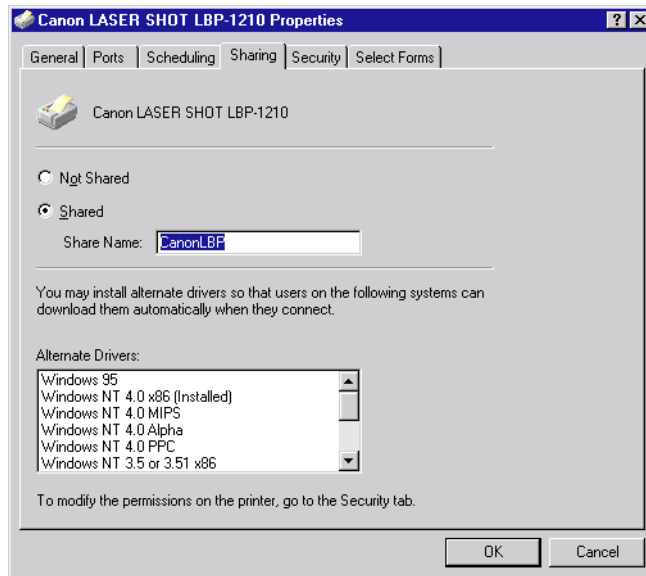 Canon LASER SHOT LBP-1210 Properties
General Ports Scheduling Sharing Security Select Forms
Canon LASER SHOT LBP-1210
Not Shared
Shared
Share Name: CanonLBP
You may install alternate drivers so that users on the following systems can
download them automatically when they connect.
Alternate Drivers:
Windows 95
Windows NT 4.0 x86 (Installed)
Windows NT 4.0 MIPS
Windows NT 4.0 Alpha
Windows NT 4.0 PPC
Windows NT 3.5 or 3.51 x86
To modify the permissions on the printer, go to the Security tab.
OK Cancel